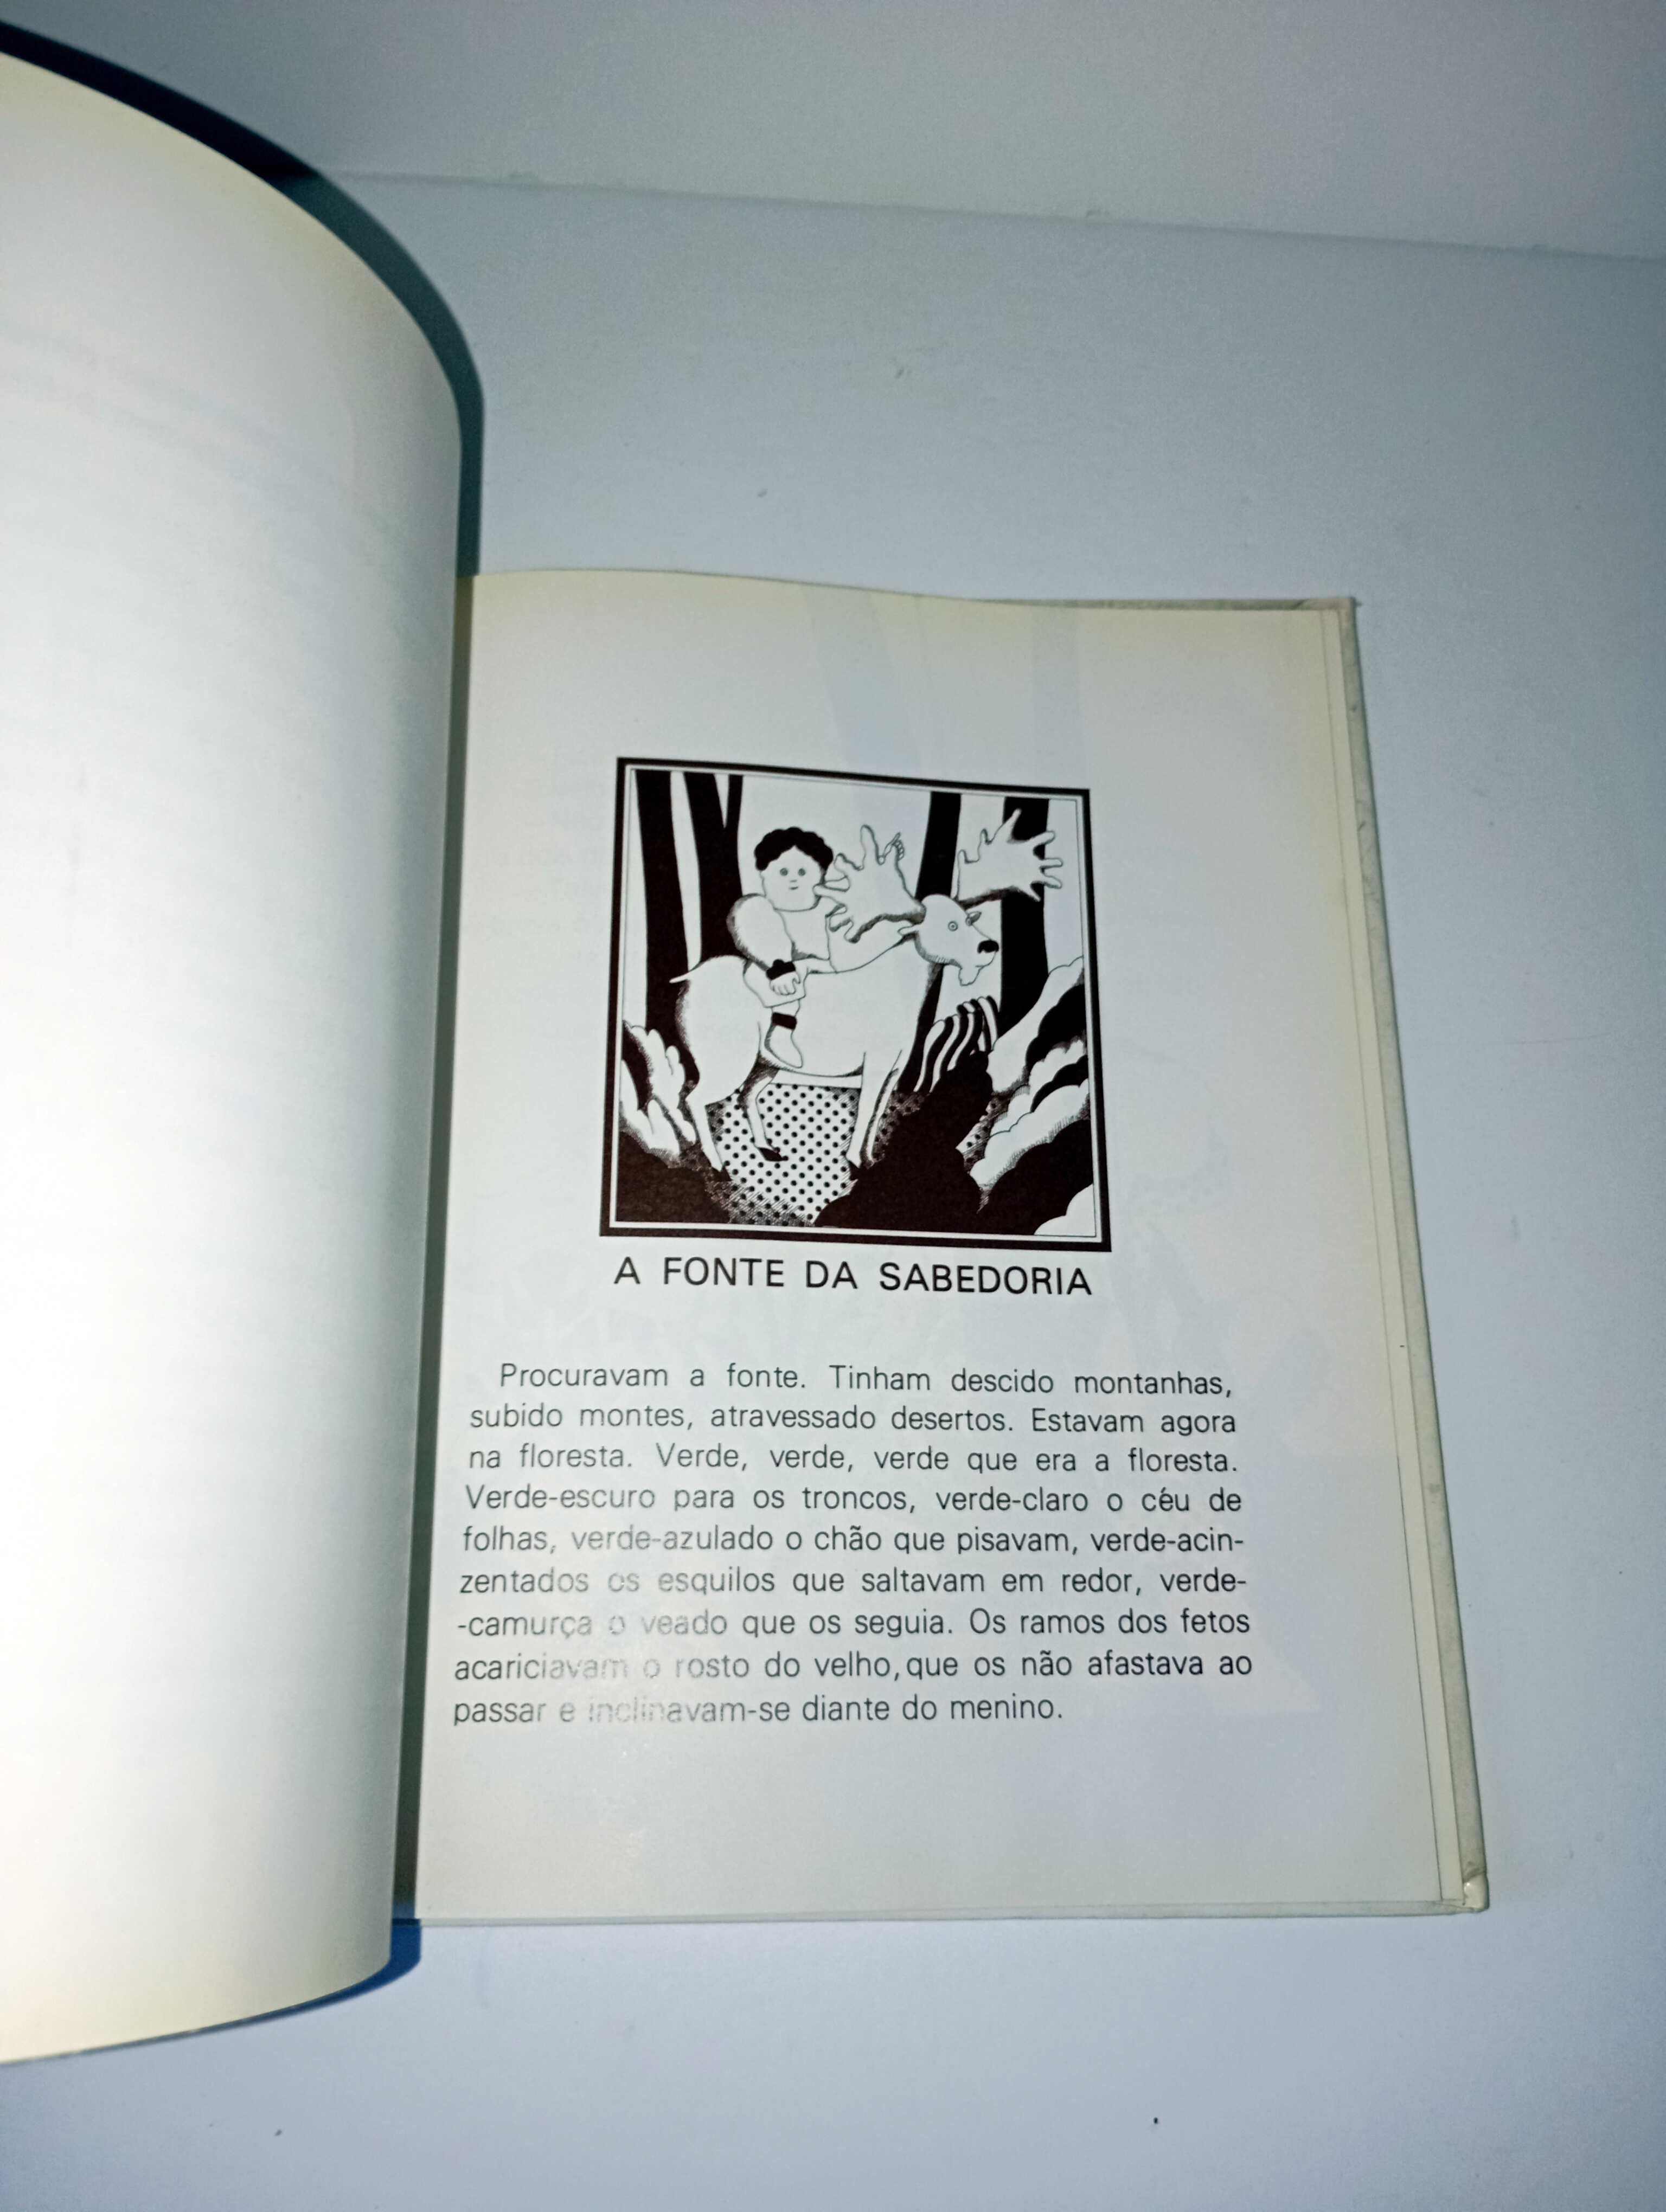 A FONTE DA SABEDORIA
Procuravam a fonte. Tinham descido montanhas,
subido montes, atravessado desertos. Estavam agora
na floresta. Verde, verde, verde que era a floresta.
Verde-escuro para os troncos, verde-claro o céu de
folhas, verde-azulado o chão que pisavam, verde-acin-
zentados os esquilos que saltavam em redor, verde-
-camurça o veado que os seguia. Os ramos dos fetos
acariciavam o rosto do velho, que os não afastava ao
passar e inclinavam-se diante do menino.